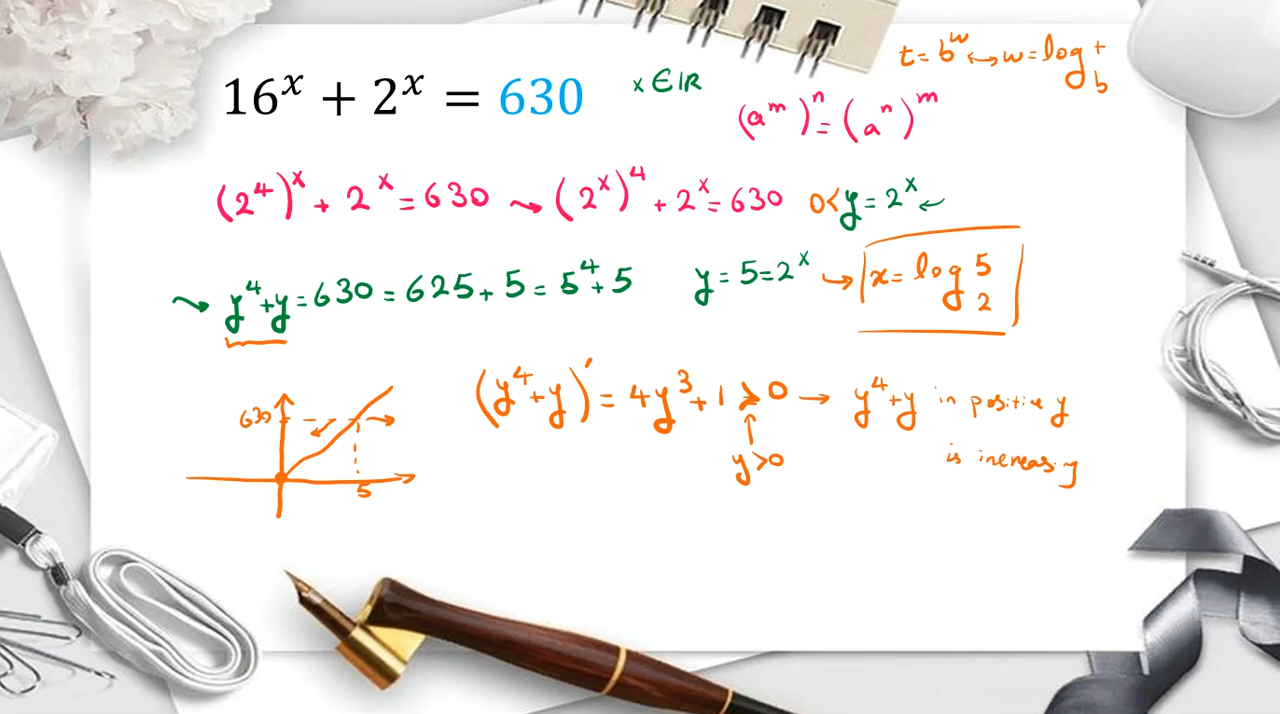 t = b^w ↔ w = log_b t
16^x + 2^x = 630 x ∈ ℝ
(a^m)^n = (a^n)^m
(2^4)^x + 2^x = 630 ⇝ (2^x)^4 + 2^x = 630 0 < y = 2^x ↙
⇝ y^4 + y = 630 = 625 + 5 = 5^4 + 5 y = 5 = 2^x → x = log_2 5
(y^4 + y)' = 4y^3 + 1 > 0 → y^4 + y in positive y
630
y > 0 is increasing
5